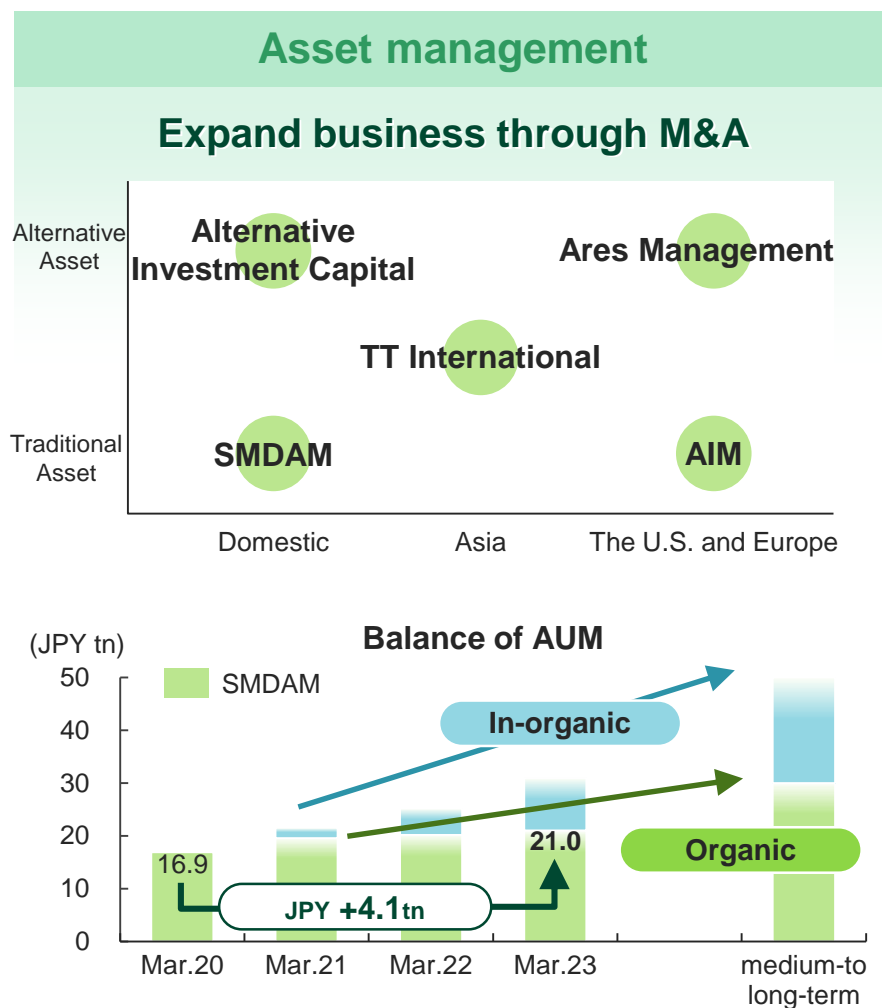 Asset management
Expand business through M&A
Alternative
Asset
Alternative
Investment Capital
Ares Management
TT International
Traditional
Asset
SMDAM
AIM
Domestic
Asia
The U.S. and Europe
(JPY tn)
Balance of AUM
50
40
30
20
10
0
SMDAM
In-organic
Organic
16.9
21.0
JPY +4.1tn
Mar.20
Mar.21
Mar.22
Mar.23
medium-to
long-term